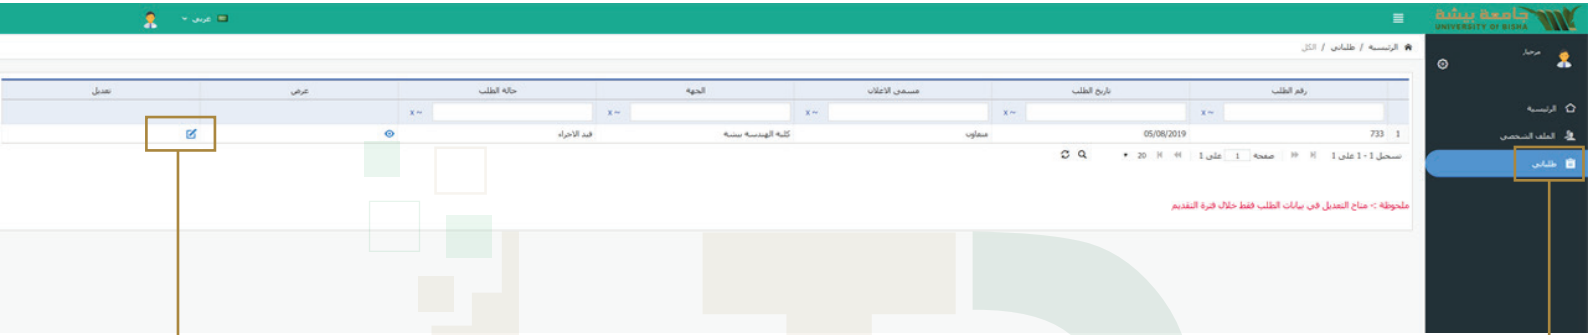 جامعة بيشة
UNIVERSITY OF BISHA
عربي
مرحبا,
الرئيسية / طلباتي / الكل
الرئيسية
الملف الشخصي
طلباتي
رقم الطلب تاريخ الطلب مسمى الاعلان الجهة حالة الطلب عرض تعديل
x ~ x ~ x ~ x ~ x ~
1 733 05/08/2019 متعاون كلية الهندسة ببيشة قيد الاجراء
تسجيل 1 - 1 على 1 صفحة 1 على 1 20
ملحوظة :- متاح التعديل في بيانات الطلب فقط خلال فترة التقديم